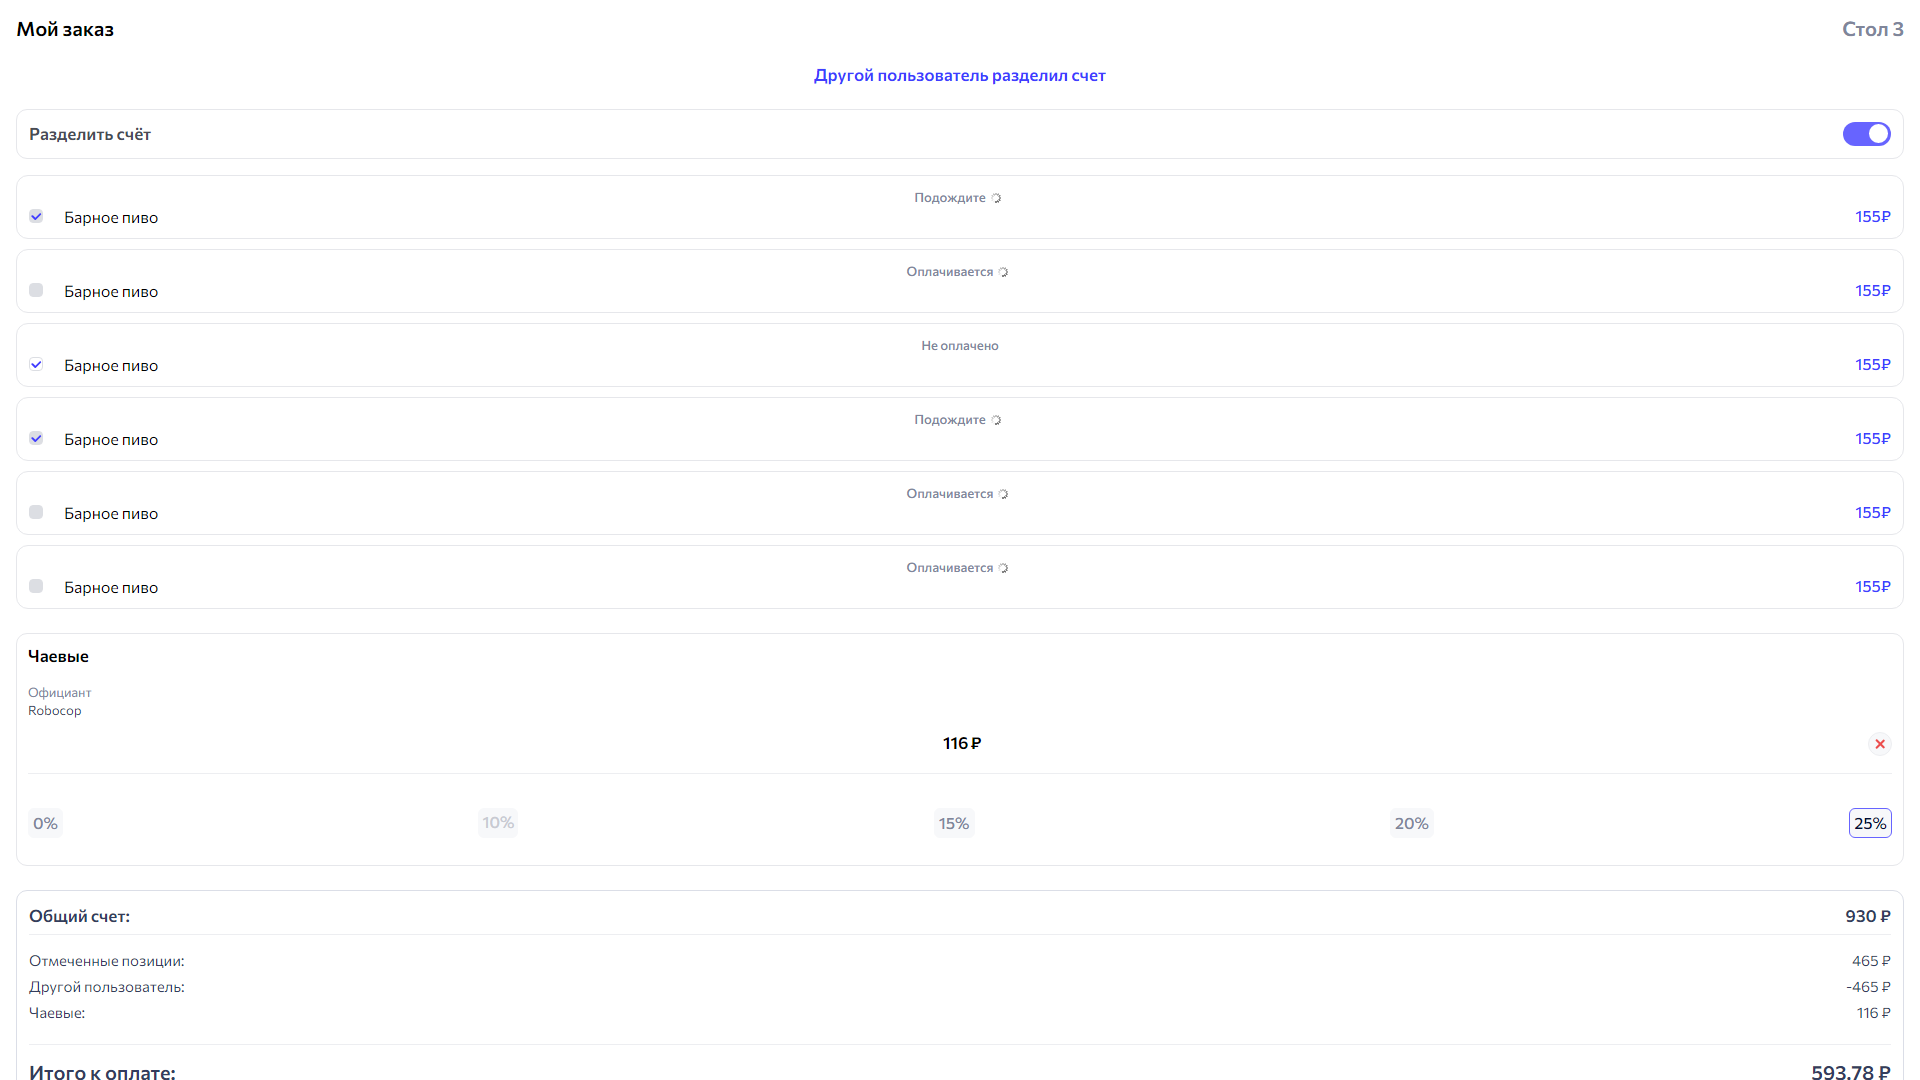 Мой заказ
Стол 3
Другой пользователь разделил счет
Разделить счёт
Подождите
Барное пиво
155₽
Оплачивается
Барное пиво
155₽
Не оплачено
Барное пиво
155₽
Подождите
Барное пиво
155₽
Оплачивается
Барное пиво
155₽
Оплачивается
Барное пиво
155₽
Чаевые
Официант
Robocop
116 ₽
0% 10% 15% 20% 25%
Общий счет: 930 ₽
Отмеченные позиции: 465 ₽
Другой пользователь: -465 ₽
Чаевые: 116 ₽
Итого к оплате: 593.78 ₽